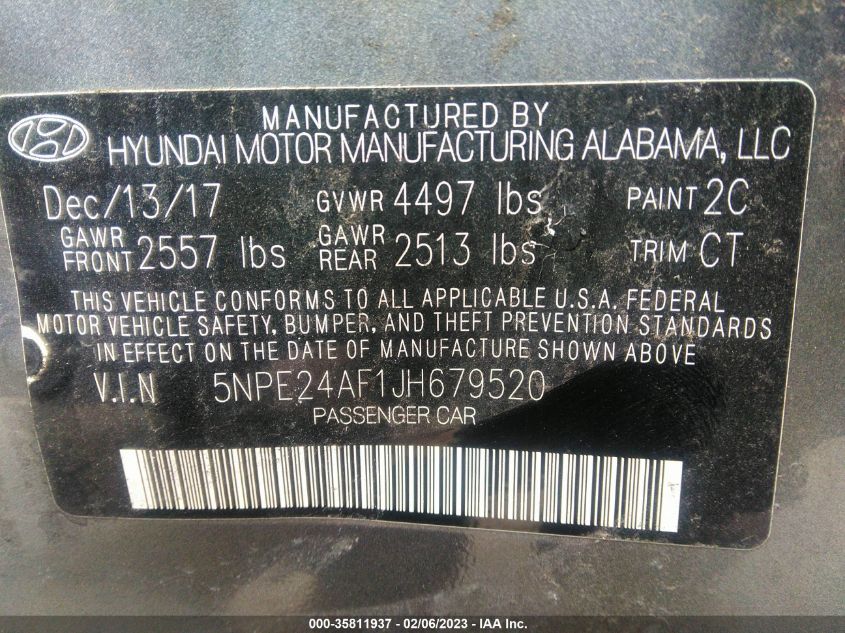 MANUFACTURED BY
HYUNDAI MOTOR MANUFACTURING ALABAMA, LLC
Dec/13/17 GVWR 4497 lbs PAINT 2C
GAWR FRONT 2557 lbs GAWR REAR 2513 lbs TRIM CT
THIS VEHICLE CONFORMS TO ALL APPLICABLE U.S.A. FEDERAL
MOTOR VEHICLE SAFETY, BUMPER, AND THEFT PREVENTION STANDARDS
IN EFFECT ON THE DATE OF MANUFACTURE SHOWN ABOVE
V.I.N 5NPE24AF1JH679520
PASSENGER CAR
000-35811937 - 02/06/2023 - IAA Inc.